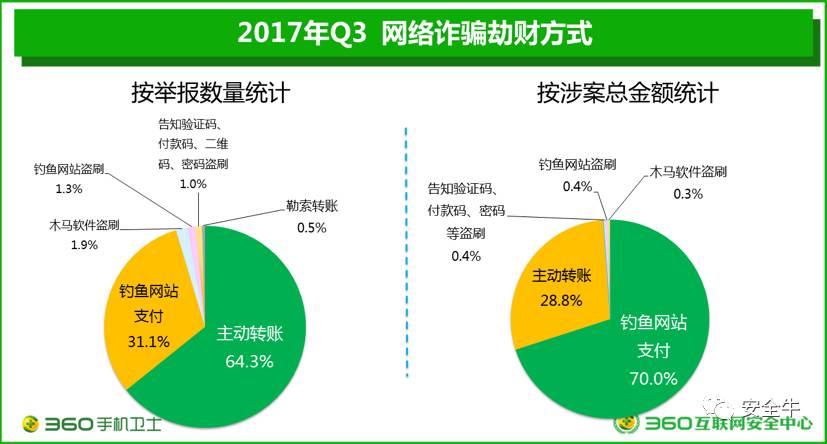 2017年Q3 网络诈骗劫财方式
按举报数量统计
告知验证码、
付款码、二维
码、密码盗刷
1.0%
钓鱼网站盗刷
1.3%
木马软件盗刷
1.9%
勒索转账
0.5%
钓鱼网站
支付
31.1%
主动转账
64.3%
按涉案总金额统计
钓鱼网站盗刷
0.4%
木马软件盗刷
0.3%
告知验证码、
付款码、密码
等盗刷
0.4%
主动转账
28.8%
钓鱼网站
支付
70.0%
360手机卫士
安全牛
360互联网安全中心